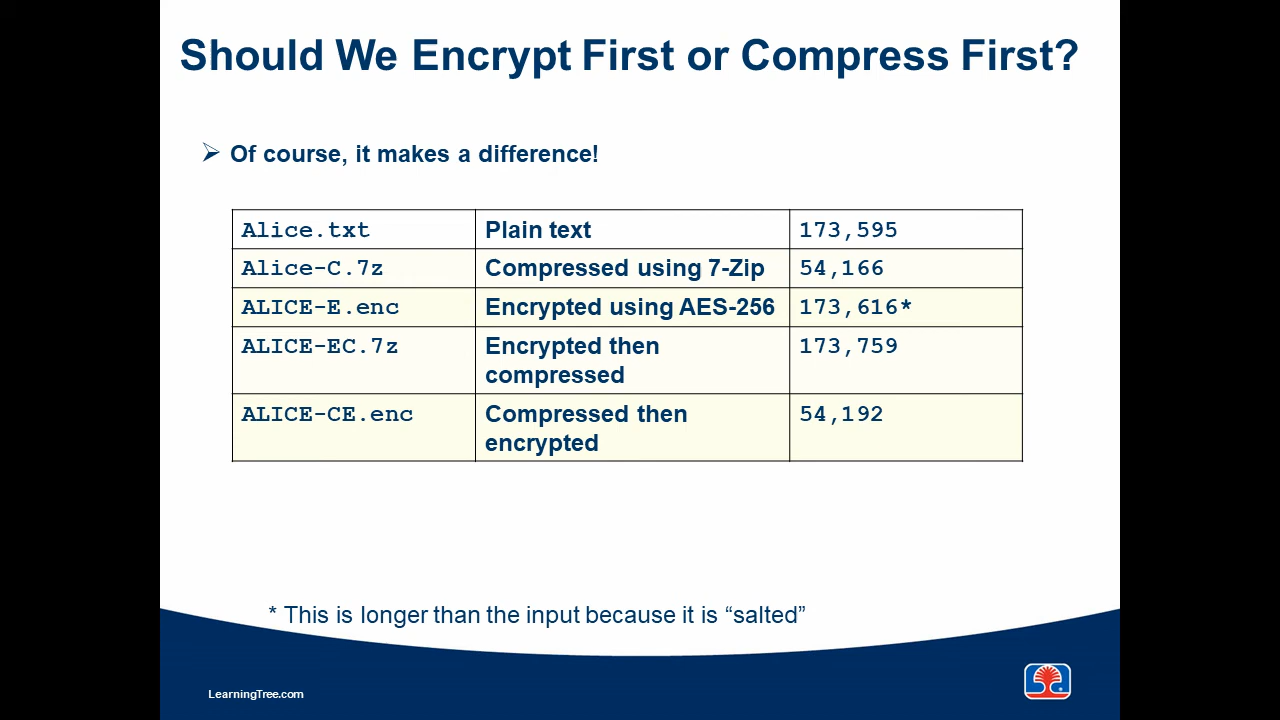 Should We Encrypt First or Compress First?
Of course, it makes a difference!
Alice.txt Plain text 173,595
Alice-C.7z Compressed using 7-Zip 54,166
ALICE-E.enc Encrypted using AES-256 173,616*
ALICE-EC.7z Encrypted then 173,759
compressed
ALICE-CE.enc Compressed then 54,192
encrypted
* This is longer than the input because it is “salted”
LearningTree.com